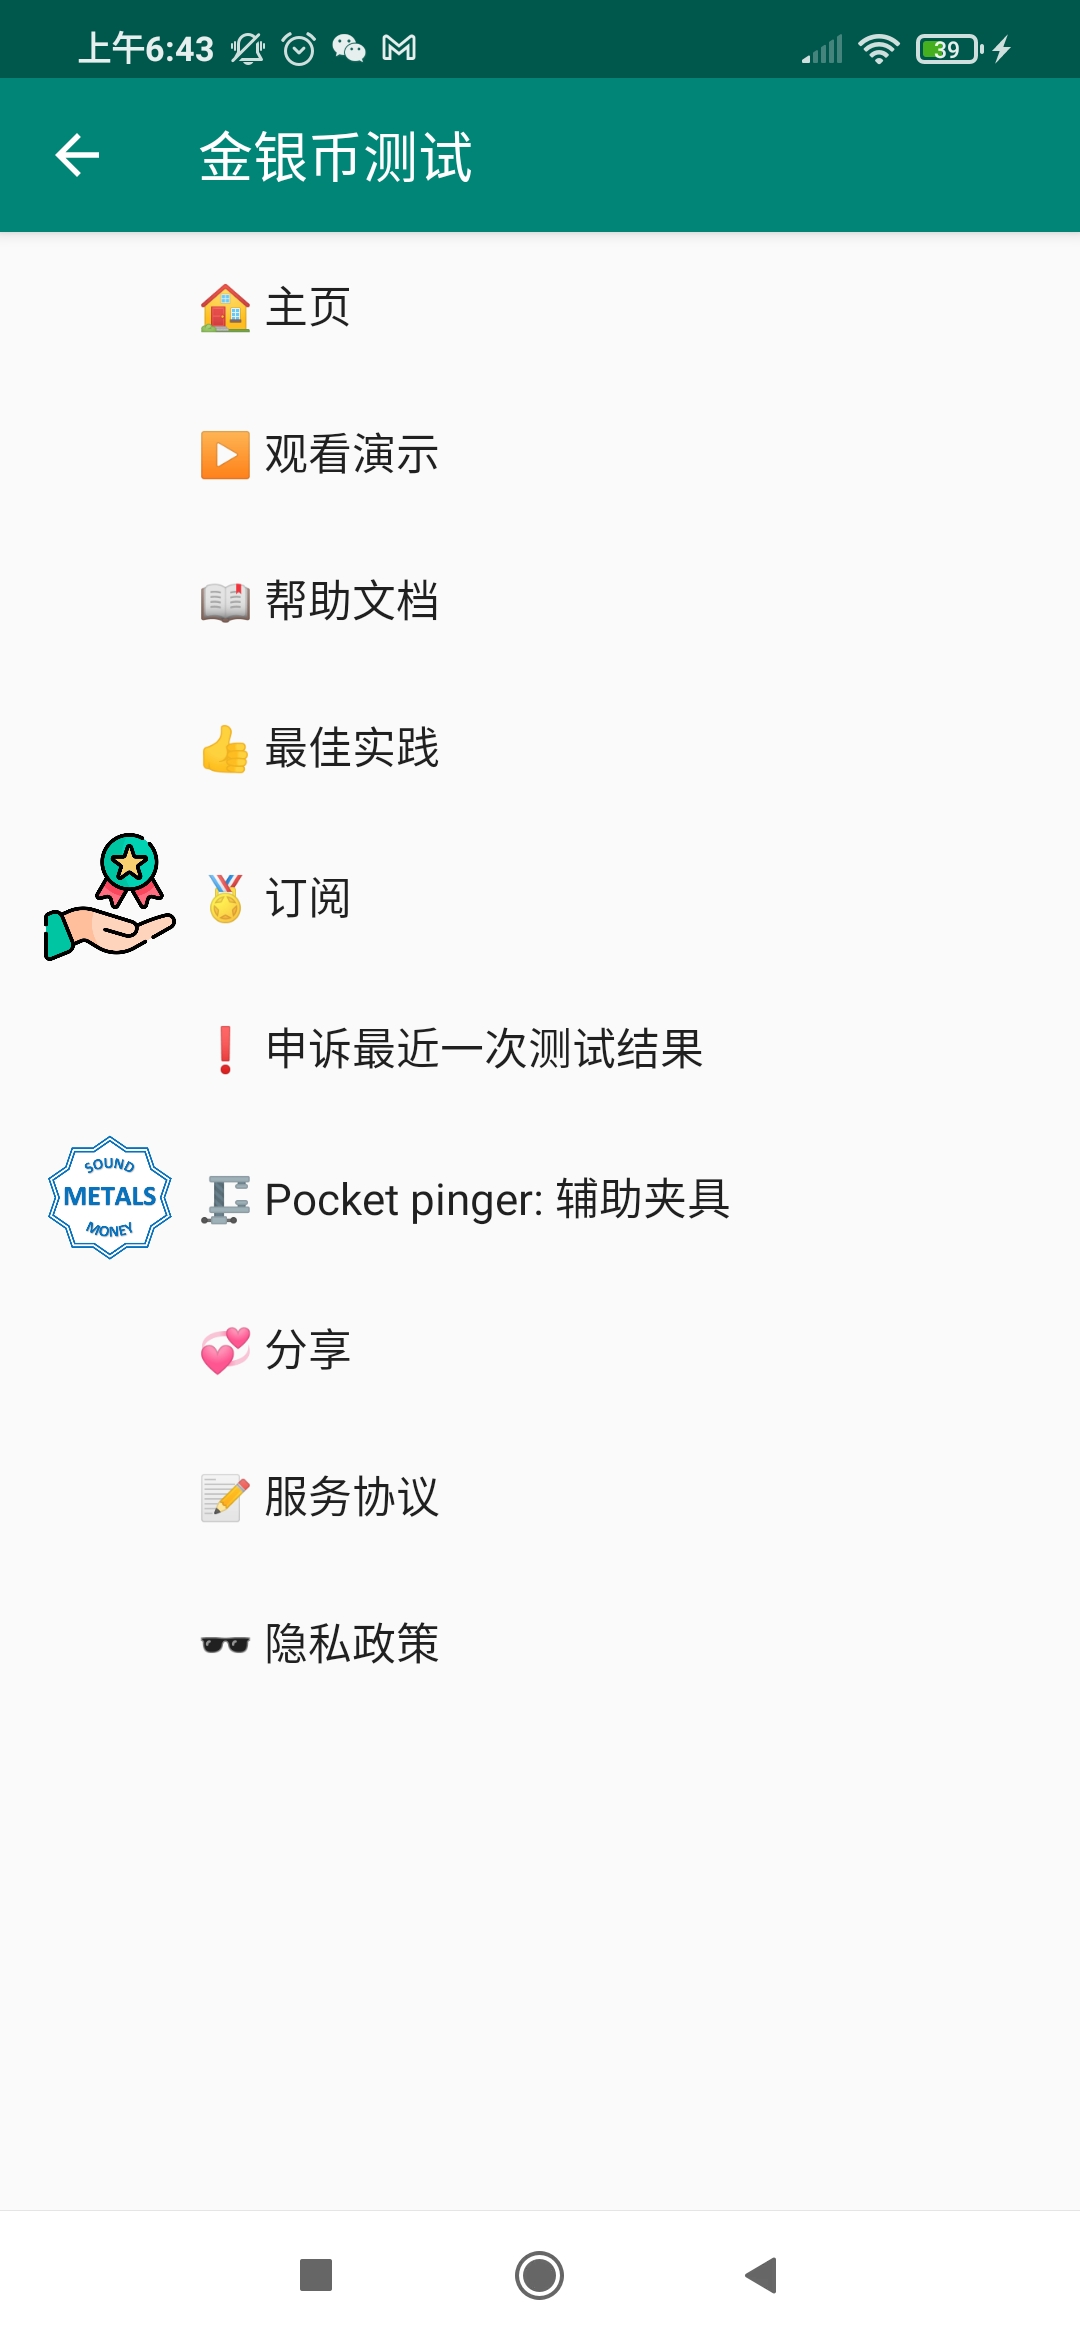 上午6:43
39
金银币测试
主页
观看演示
帮助文档
最佳实践
订阅
申诉最近一次测试结果
SOUND
METALS
MONEY
Pocket pinger: 辅助夹具
分享
服务协议
隐私政策